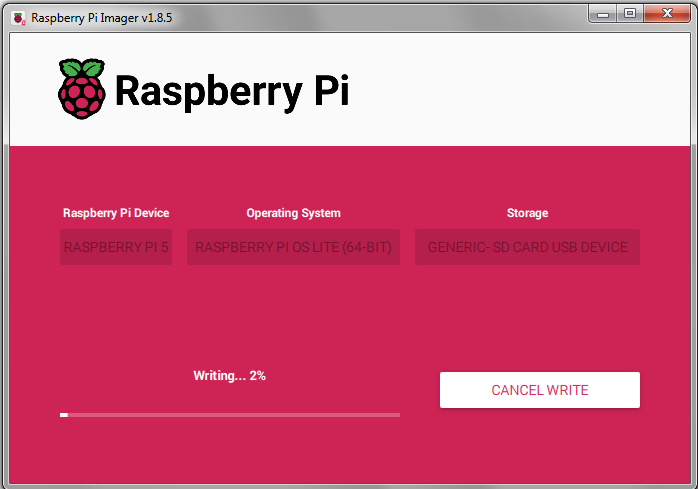 Raspberry Pi Imager v1.8.5
Raspberry Pi
Raspberry Pi Device Operating System Storage
RASPBERRY PI 5 RASPBERRY PI OS LITE (64-BIT) GENERIC- SD CARD USB DEVICE
Writing... 2%
CANCEL WRITE